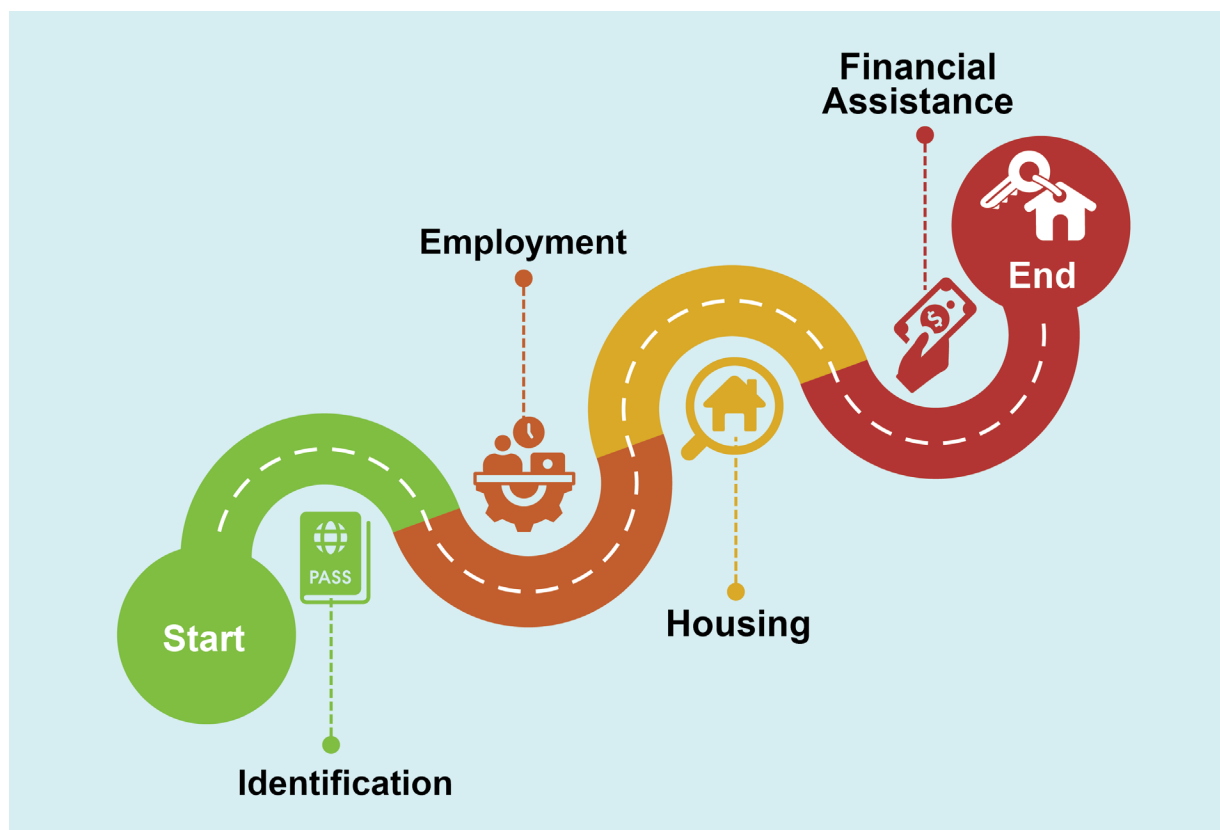 Financial
Assistance
End
Employment
PASS
Start
Housing
Identification
$